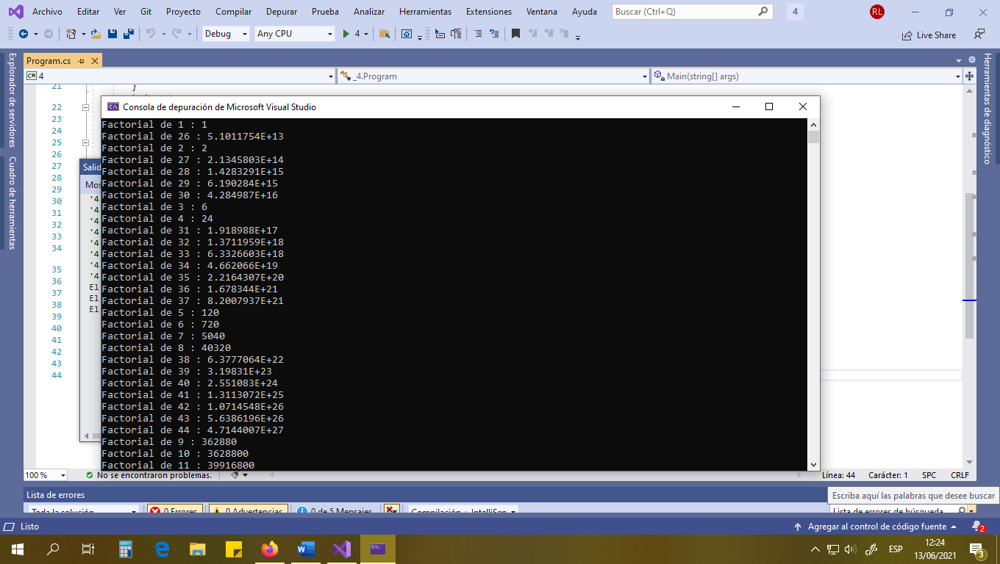 Archivo Editar Ver Git Proyecto Compilar Depurar Prueba Analizar Herramientas Extensiones Ventana Ayuda Buscar (Ctrl+Q) 4 RL
Debug Any CPU 4 Live Share
Program.cs
C# 4 _4.Program Main(string[] args)
Explorador de servidores
Cuadro de herramientas
Herramientas de diagnóstico
21 }
22
23
24
25
26
27
28
29
30
31
32
33
34
35
36
37
38
39
40
41
42
43
44
Salid
Mos
'4
'4
'4
'4
'4
'4
'4
'4
El
El
El
Consola de depuración de Microsoft Visual Studio
Factorial de 1 : 1
Factorial de 26 : 5.1011754E+13
Factorial de 2 : 2
Factorial de 27 : 2.1345803E+14
Factorial de 28 : 1.4283291E+15
Factorial de 29 : 6.190284E+15
Factorial de 30 : 4.284987E+16
Factorial de 3 : 6
Factorial de 4 : 24
Factorial de 31 : 1.918988E+17
Factorial de 32 : 1.3711959E+18
Factorial de 33 : 6.3326603E+18
Factorial de 34 : 4.662066E+19
Factorial de 35 : 2.2164307E+20
Factorial de 36 : 1.678344E+21
Factorial de 37 : 8.2007937E+21
Factorial de 5 : 120
Factorial de 6 : 720
Factorial de 7 : 5040
Factorial de 8 : 40320
Factorial de 38 : 6.3777064E+22
Factorial de 39 : 3.19831E+23
Factorial de 40 : 2.551083E+24
Factorial de 41 : 1.3113072E+25
Factorial de 42 : 1.0714548E+26
Factorial de 43 : 5.6386196E+26
Factorial de 44 : 4.7144007E+27
Factorial de 9 : 362880
Factorial de 10 : 3628800
Factorial de 11 : 39916800
100 % No se encontraron problemas. Línea: 44 Carácter: 1 SPC CRLF
Lista de errores
Escriba aquí las palabras que desee buscar
Toda la solución 0 Errores 0 Advertencias 0 de 5 Mensajes Compilación + IntelliSen Lista de errores de búsqueda
Listo Agregar al control de código fuente 2
ESP 12:24
13/06/2021 3